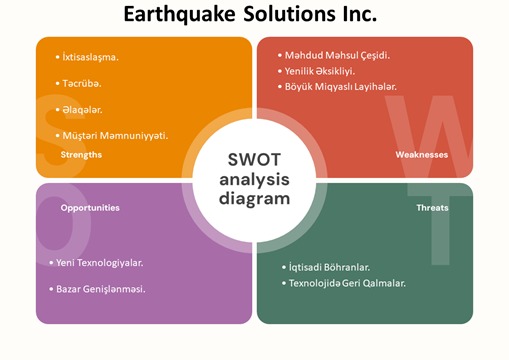 Earthquake Solutions Inc.
• İxtisaslaşma.
• Təcrübə.
• Əlaqələr.
• Müştəri Məmnuniyyəti.
Strengths
S
• Məhdud Məhsul Çeşidi.
• Yenilik Əksikliyi.
• Böyük Miqyaslı Layihələr.
Weaknesses
W
SWOT
analysis
diagram
Opportunities
O
• Yeni Texnologiyalar.
• Bazar Genişlənməsi.
Threats
T
• İqtisadi Böhranlar.
• Texnolojidə Geri Qalmalar.